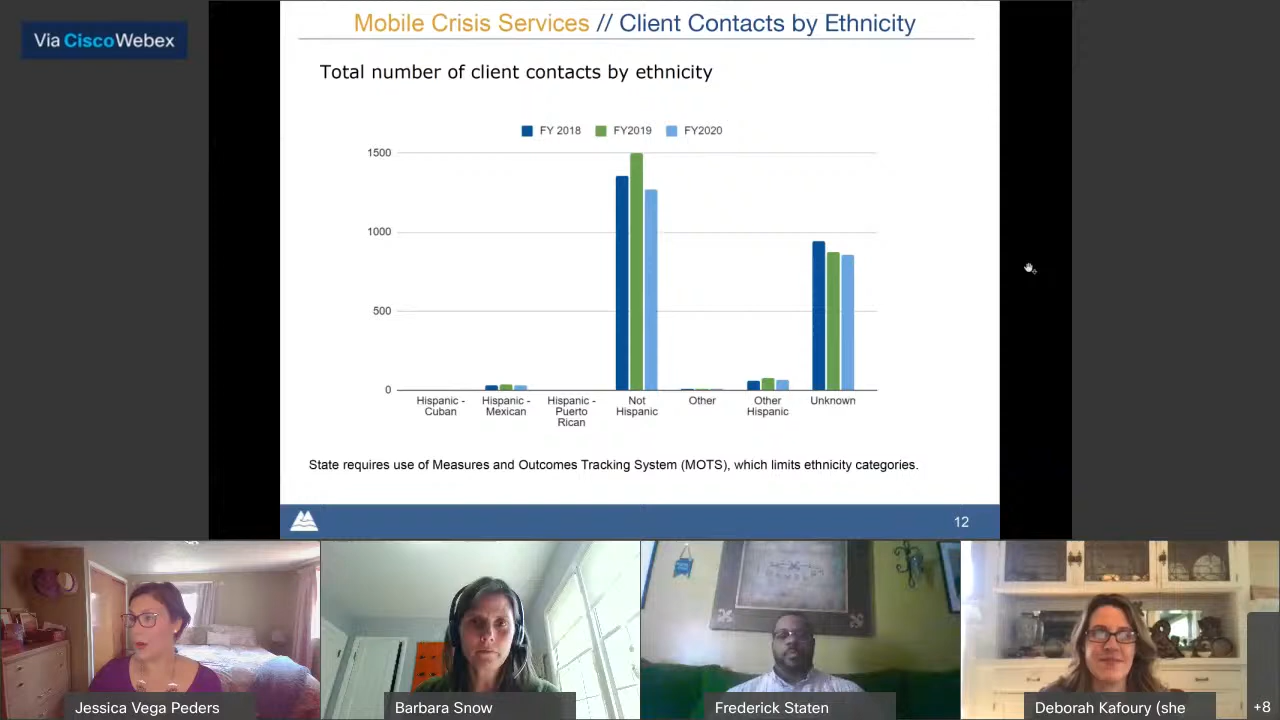 Via CiscoWebex
Mobile Crisis Services // Client Contacts by Ethnicity
Total number of client contacts by ethnicity
FY 2018 FY2019 FY2020
1500
1000
500
0
Hispanic -
Cuban
Hispanic -
Mexican
Hispanic -
Puerto
Rican
Not
Hispanic
Other
Other
Hispanic
Unknown
State requires use of Measures and Outcomes Tracking System (MOTS), which limits ethnicity categories.
12
Jessica Vega Peders
Barbara Snow
Frederick Staten
Deborah Kafoury (she
+8